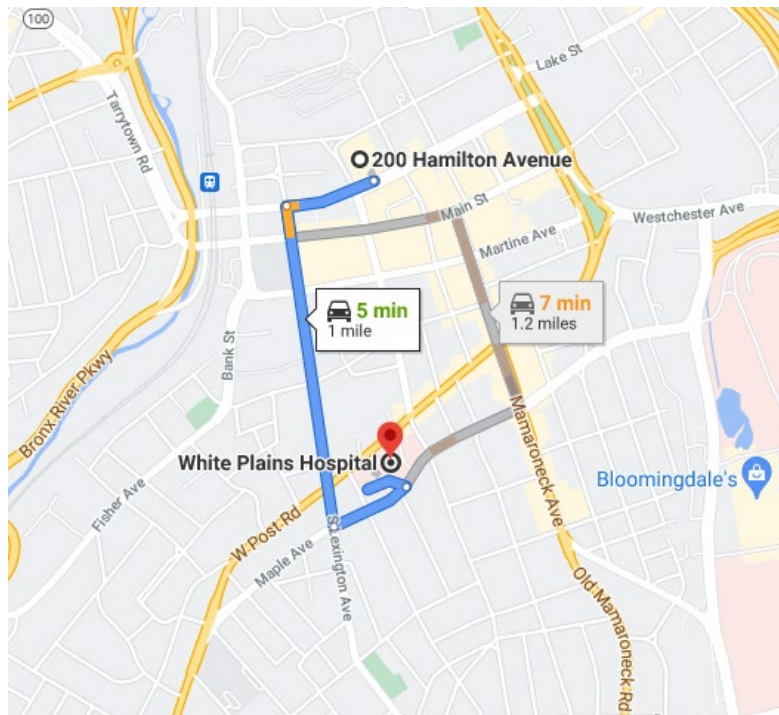 100
Lake St
Tarrytown Rd
200 Hamilton Avenue
Main St
Westchester Ave
Martine Ave
5 min
1 mile
7 min
1.2 miles
Bank St
Bronx River Pkwy
Mamaroneck Ave
White Plains Hospital
Bloomingdale's
Fisher Ave
W Post Rd
S Lexington Ave
Maple Ave
Old Mamaroneck Rd